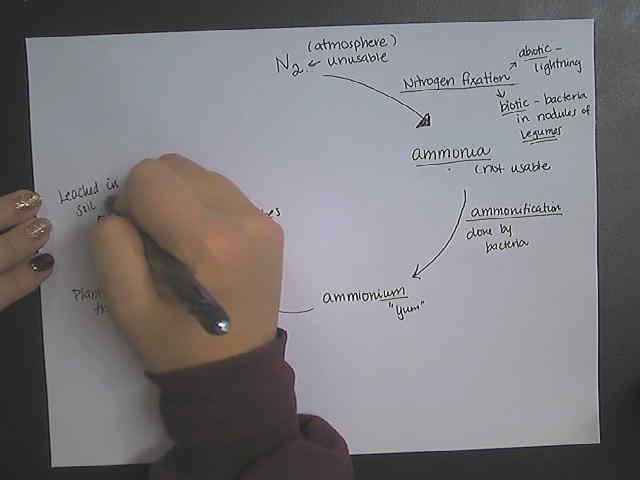 (atmosphere)
N2 unusable
Nitrogen fixation
abiotic -
lightning
biotic - bacteria
in nodules of
legumes
ammonia
(not usable
Leached in
soil
ammonification
done by
bacteria
ammionium
"yum"